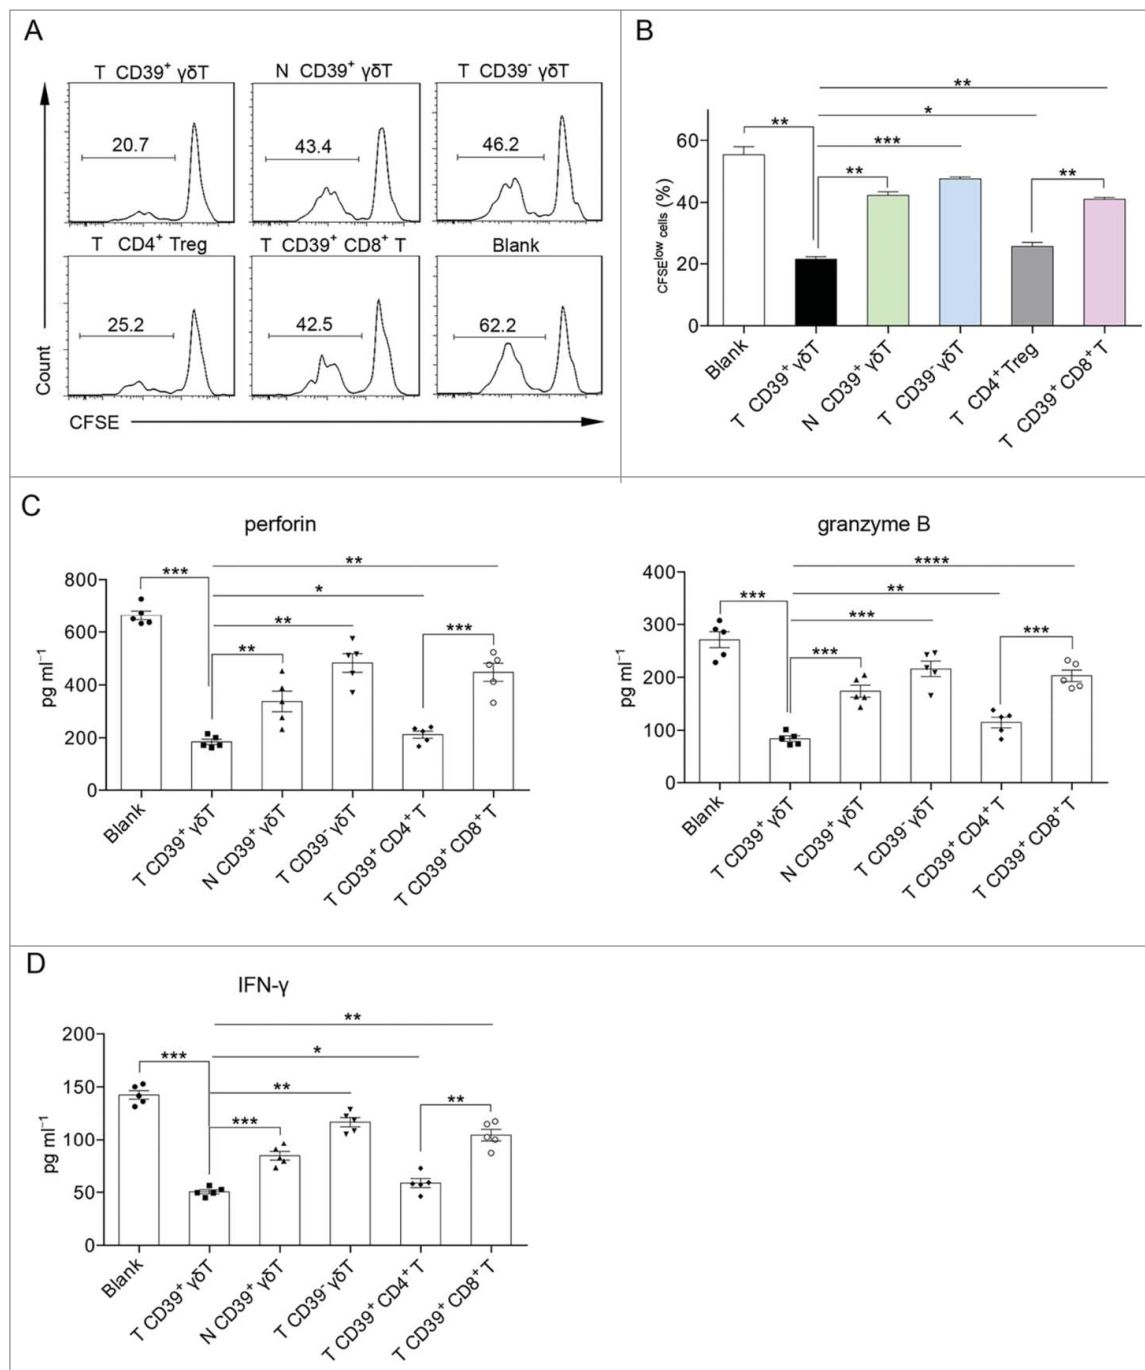 A
T CD39⁺ γδT
N CD39⁺ γδT
T CD39⁻ γδT
20.7
43.4
46.2
T CD4⁺ Treg
T CD39⁺ CD8⁺ T
Blank
25.2
42.5
62.2
Count
CFSE
B
**
*
** 
***
**
**
60
40
20
0
CFSElow cells (%)
Blank
T CD39⁺ γδT
N CD39⁺ γδT
T CD39⁻ γδT
T CD4⁺ Treg
T CD39⁺ CD8⁺ T
C
perforin
**
***
*
**
***
**
800
600
400
200
0
pg ml⁻¹
Blank
T CD39⁺ γδT
N CD39⁺ γδT
T CD39⁻ γδT
T CD39⁺ CD4⁺ T
T CD39⁺ CD8⁺ T
granzyme B
****
***
**
***
***
***
400
300
200
100
0
pg ml⁻¹
Blank
T CD39⁺ γδT
N CD39⁺ γδT
T CD39⁻ γδT
T CD39⁺ CD4⁺ T
T CD39⁺ CD8⁺ T
D
IFN-γ
**
***
*
**
**
***
200
150
100
50
0
pg ml⁻¹
Blank
T CD39⁺ γδT
N CD39⁺ γδT
T CD39⁻ γδT
T CD39⁺ CD4⁺ T
T CD39⁺ CD8⁺ T